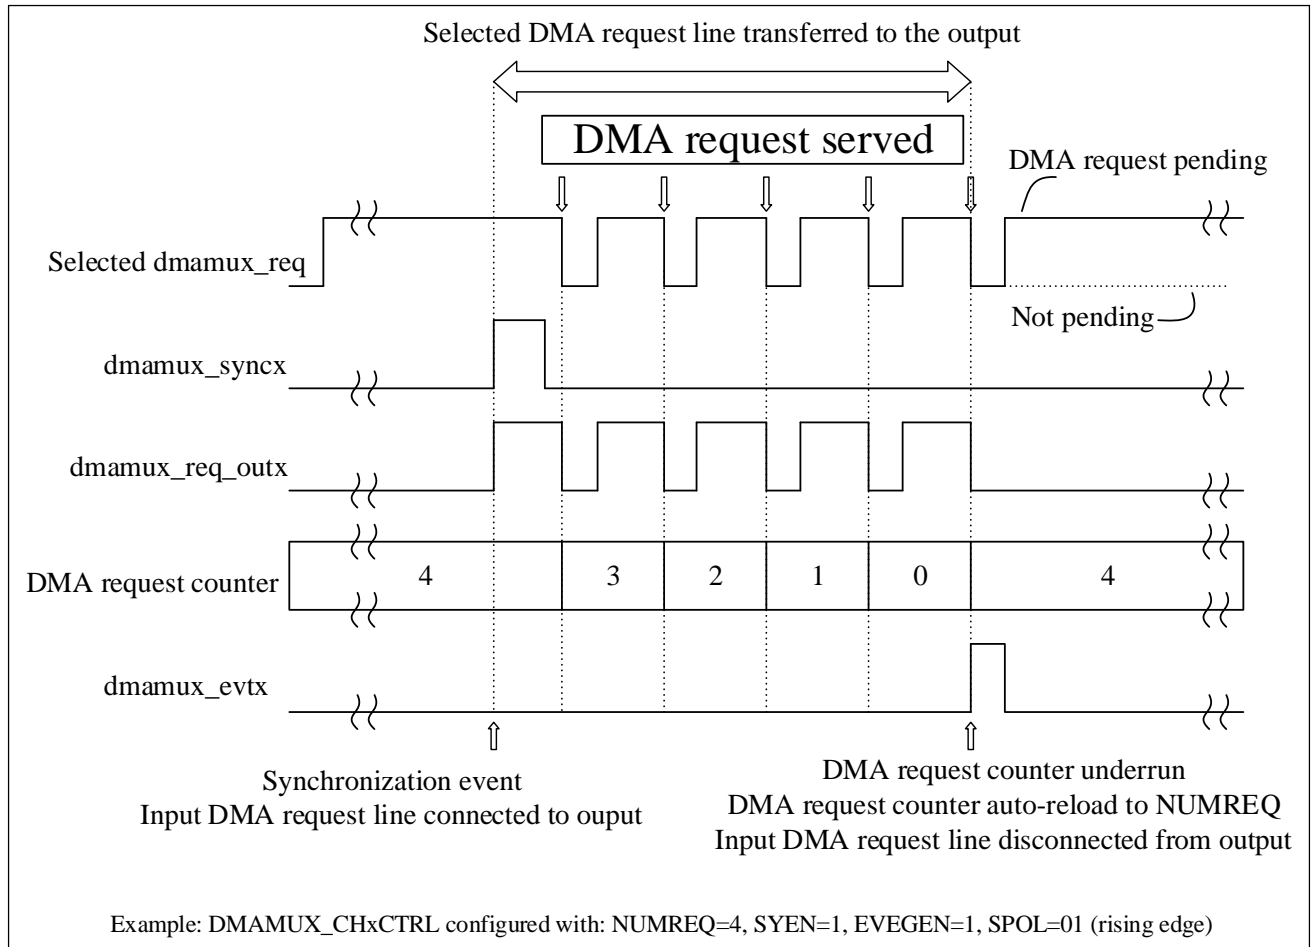 Selected DMA request line transferred to the output
DMA request served
DMA request pending
Selected dmamux_req
Not pending
dmamux_syncx
dmamux_req_outx
DMA request counter
4
3
2
1
0
4
dmamux_evtx
Synchronization event
Input DMA request line connected to ouput
DMA request counter underrun
DMA request counter auto-reload to NUMREQ
Input DMA request line disconnected from output
Example: DMAMUX_CHxCTRL configured with: NUMREQ=4, SYEN=1, EVEGEN=1, SPOL=01 (rising edge)